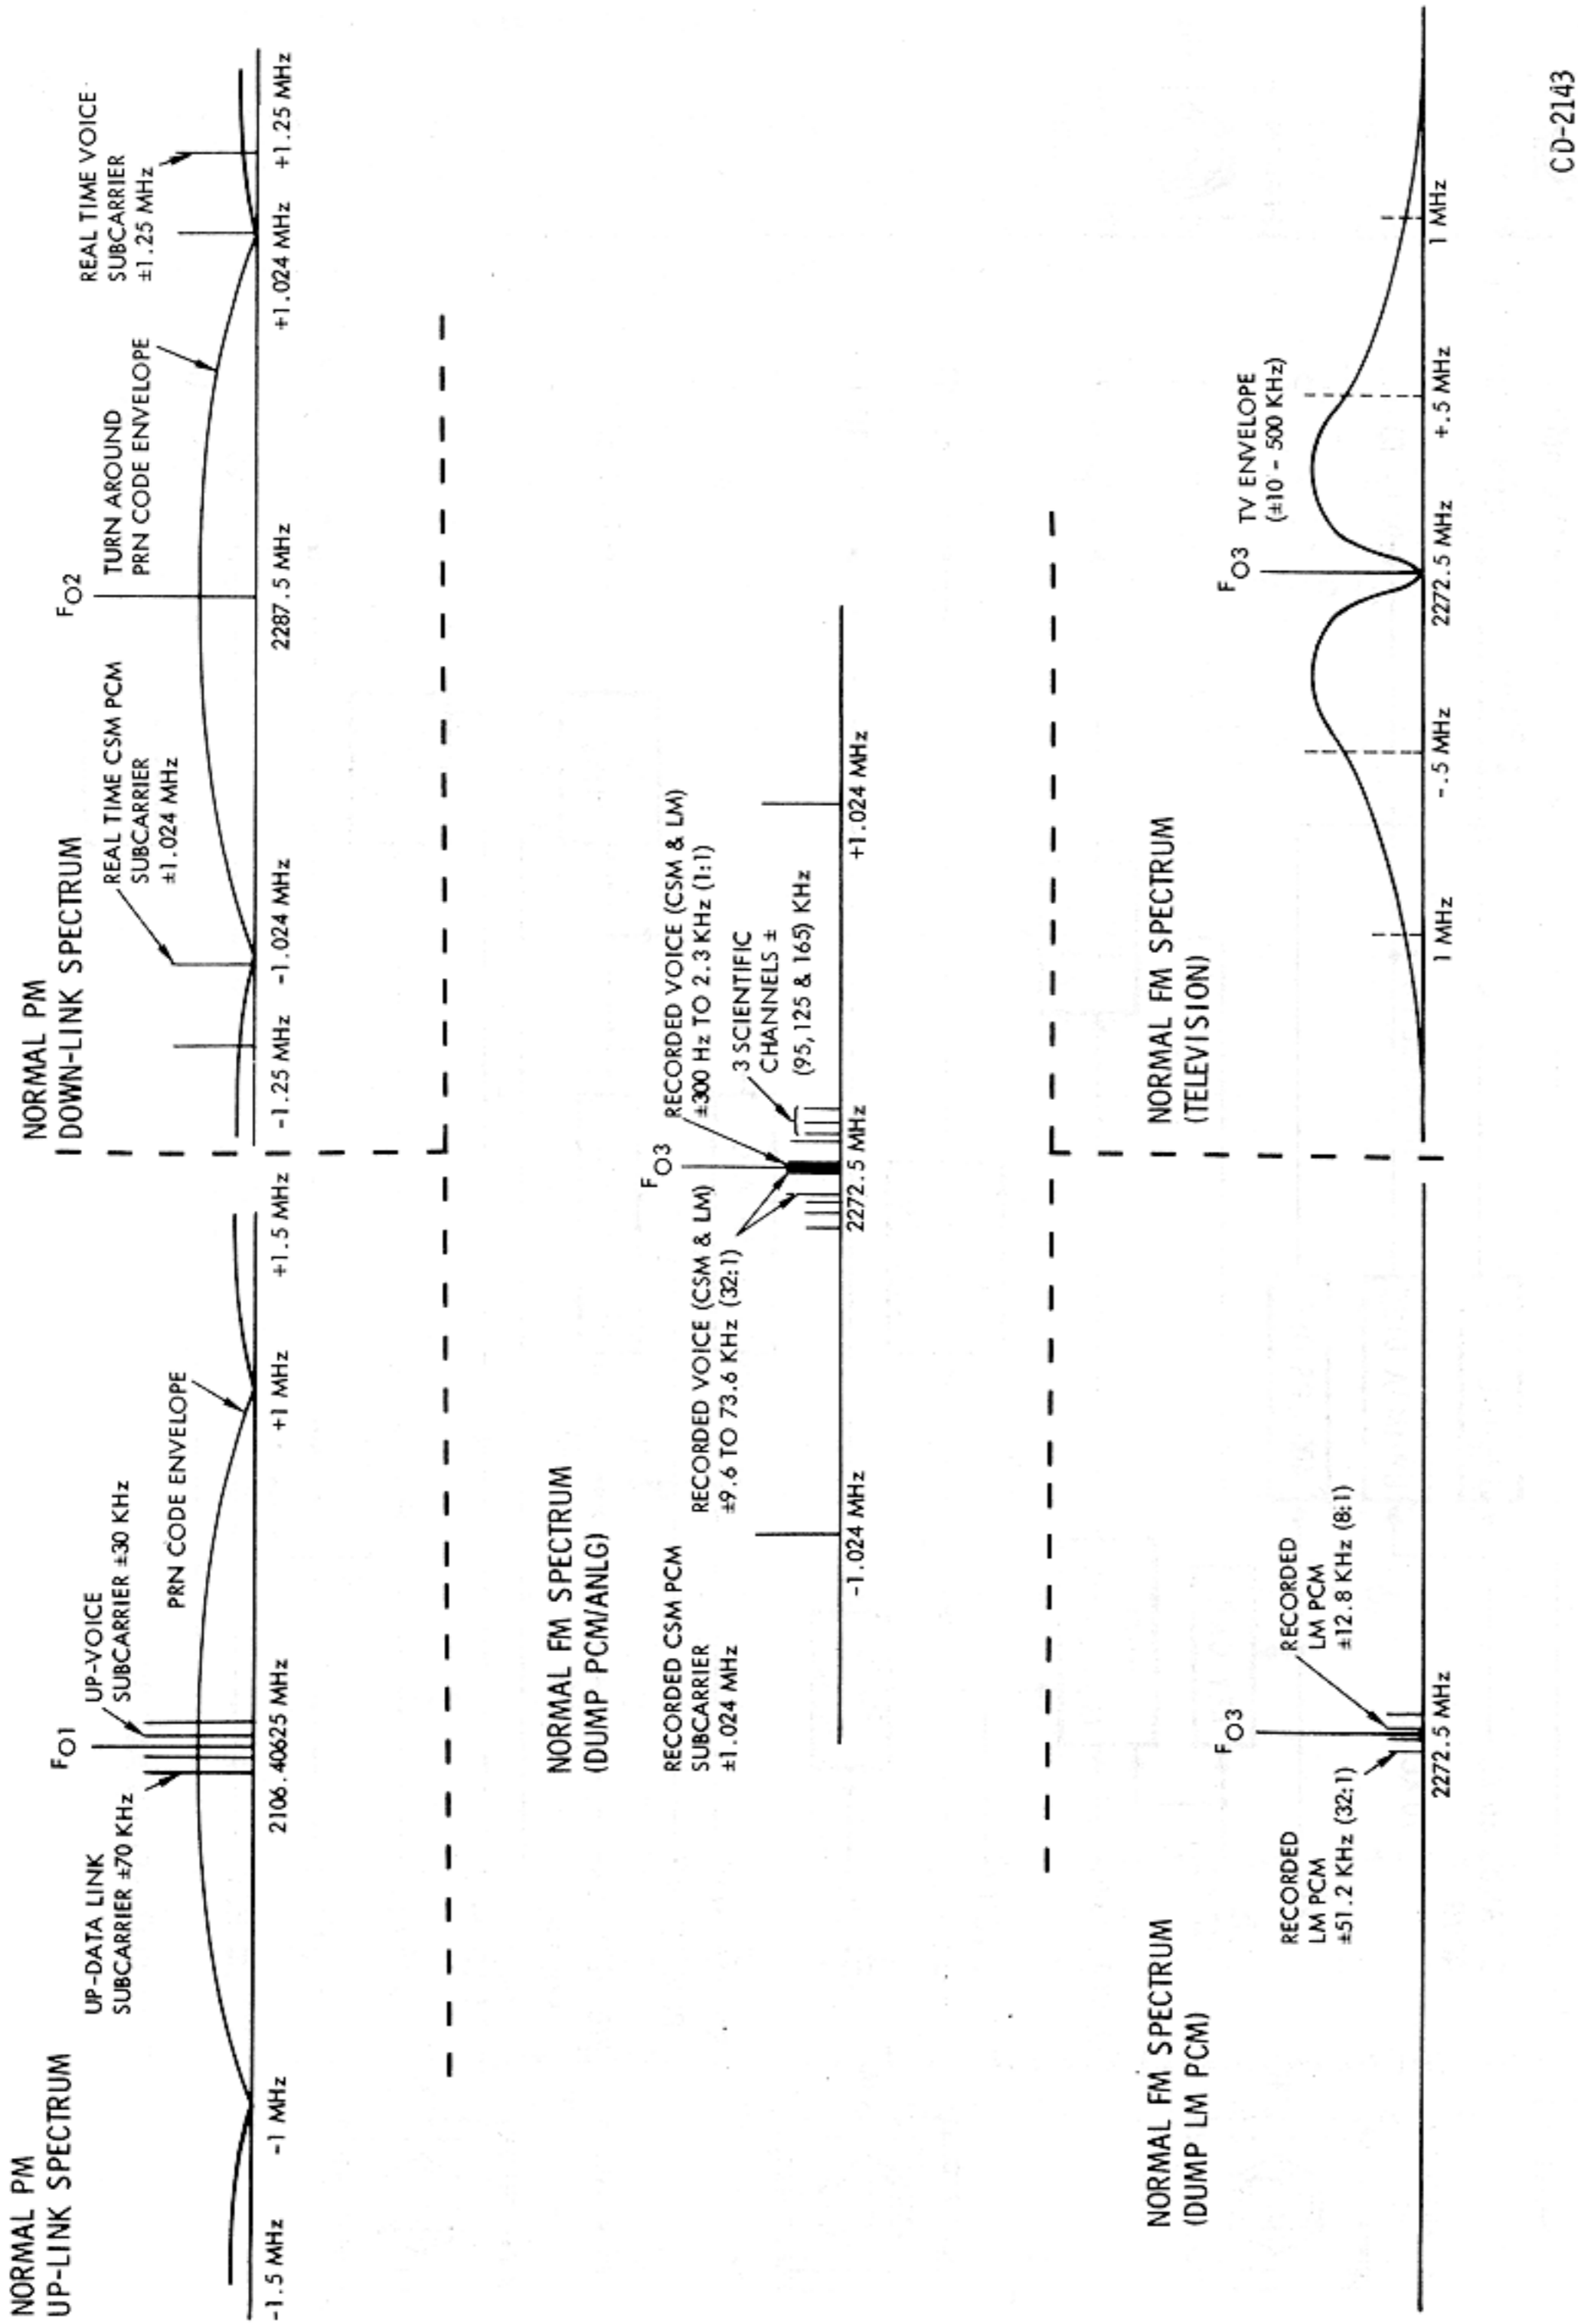 NORMAL PM
UP-LINK SPECTRUM
UP-DATA LINK
SUBCARRIER ±70 KHz
FO1
UP-VOICE
SUBCARRIER ±30 KHz
PRN CODE ENVELOPE
-1.5 MHz
-1 MHz
2106.40625 MHz
+1 MHz
+1.5 MHz
NORMAL PM
DOWN-LINK SPECTRUM
REAL TIME CSM PCM
SUBCARRIER
±1.024 MHz
FO2
TURN AROUND
PRN CODE ENVELOPE
REAL TIME VOICE
SUBCARRIER
±1.25 MHz
-1.25 MHz
-1.024 MHz
2287.5 MHz
+1.024 MHz
+1.25 MHz
NORMAL FM SPECTRUM
(DUMP PCM/ANLG)
RECORDED CSM PCM
SUBCARRIER
±1.024 MHz
RECORDED VOICE (CSM & LM)
±9.6 TO 73.6 KHz (32:1)
FO3
RECORDED VOICE (CSM & LM)
±300 Hz TO 2.3 KHz (1:1)
3 SCIENTIFIC
CHANNELS ±
(95,125 & 165) KHz
-1.024 MHz
2272.5 MHz
+1.024 MHz
NORMAL FM SPECTRUM
(DUMP LM PCM)
RECORDED
LM PCM
±51.2 KHz (32:1)
FO3
RECORDED
LM PCM
±12.8 KHz (8:1)
2272.5 MHz
NORMAL FM SPECTRUM
(TELEVISION)
FO3
TV ENVELOPE
(±10 - 500 KHz)
1 MHz
-.5 MHz
2272.5 MHz
+.5 MHz
1 MHz
CD-2143